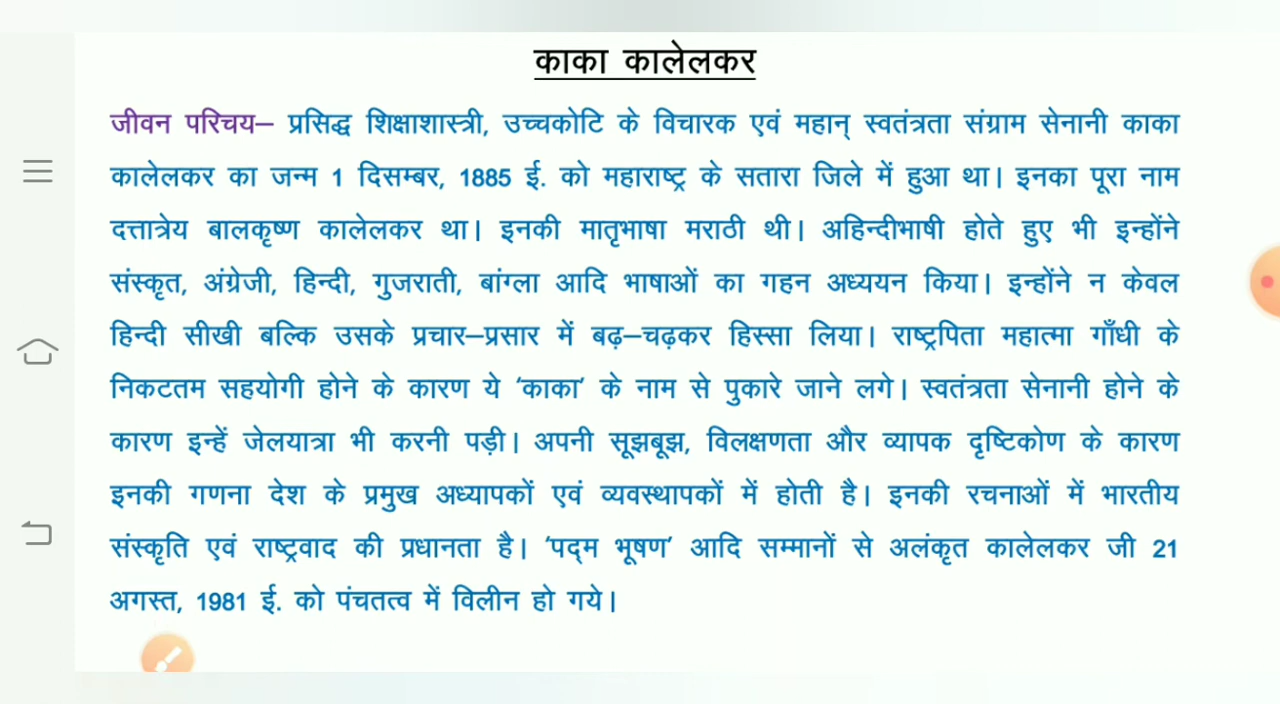 काका कालेलकर
जीवन परिचय– प्रसिद्ध शिक्षाशास्त्री, उच्चकोटि के विचारक एवं महान् स्वतंत्रता संग्राम सेनानी काका
कालेलकर का जन्म 1 दिसम्बर, 1885 ई. को महाराष्ट्र के सतारा जिले में हुआ था। इनका पूरा नाम
दत्तात्रेय बालकृष्ण कालेलकर था। इनकी मातृभाषा मराठी थी। अहिन्दीभाषी होते हुए भी इन्होंने
संस्कृत, अंग्रेजी, हिन्दी, गुजराती, बांग्ला आदि भाषाओं का गहन अध्ययन किया। इन्होंने न केवल
हिन्दी सीखी बल्कि उसके प्रचार–प्रसार में बढ़–चढ़कर हिस्सा लिया। राष्ट्रपिता महात्मा गाँधी के
निकटतम सहयोगी होने के कारण ये 'काका' के नाम से पुकारे जाने लगे। स्वतंत्रता सेनानी होने के
कारण इन्हें जेलयात्रा भी करनी पड़ी। अपनी सूझबूझ, विलक्षणता और व्यापक दृष्टिकोण के कारण
इनकी गणना देश के प्रमुख अध्यापकों एवं व्यवस्थापकों में होती है। इनकी रचनाओं में भारतीय
संस्कृति एवं राष्ट्रवाद की प्रधानता है। 'पद्म भूषण' आदि सम्मानों से अलंकृत कालेलकर जी 21
अगस्त, 1981 ई. को पंचतत्व में विलीन हो गये।